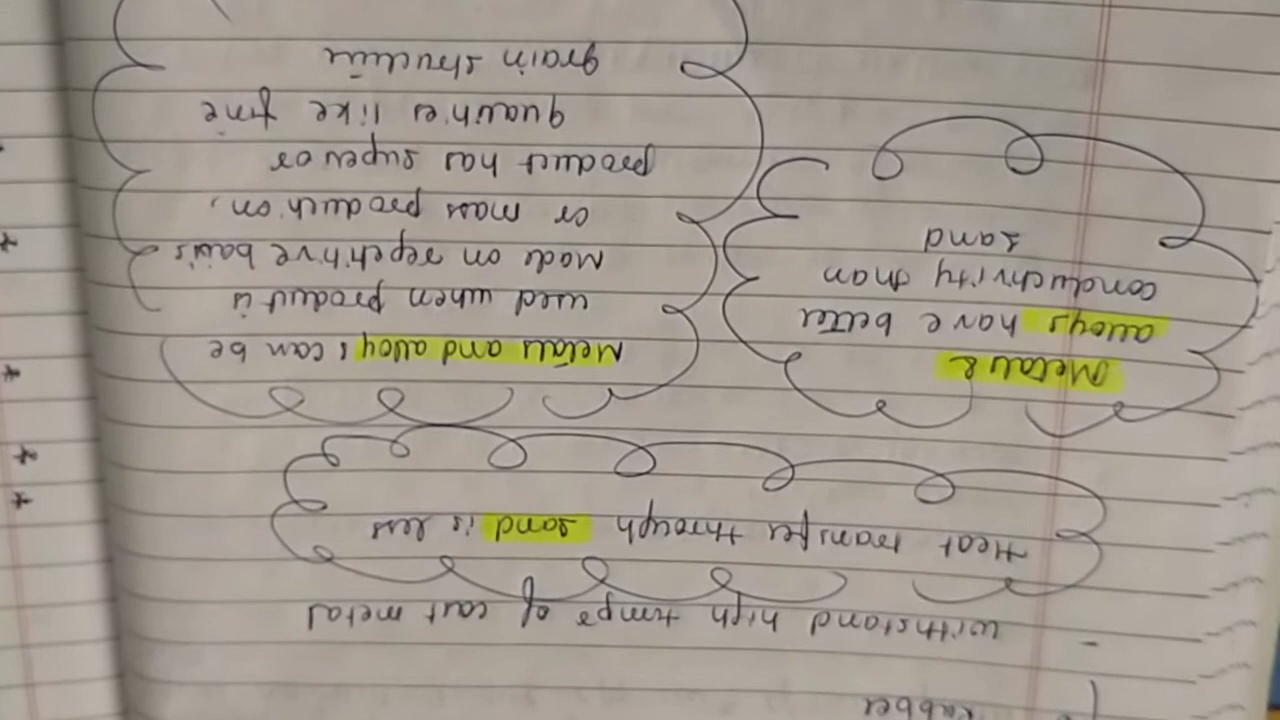 withstand high temps of cast metal
Heat transfer through sand is less
Metals &
alloys have better
conductivity than
sand
Metals and alloys can be
used when product is
Made on repetitive basis
or mass production,
product has superior
qualities like fine
grain structure